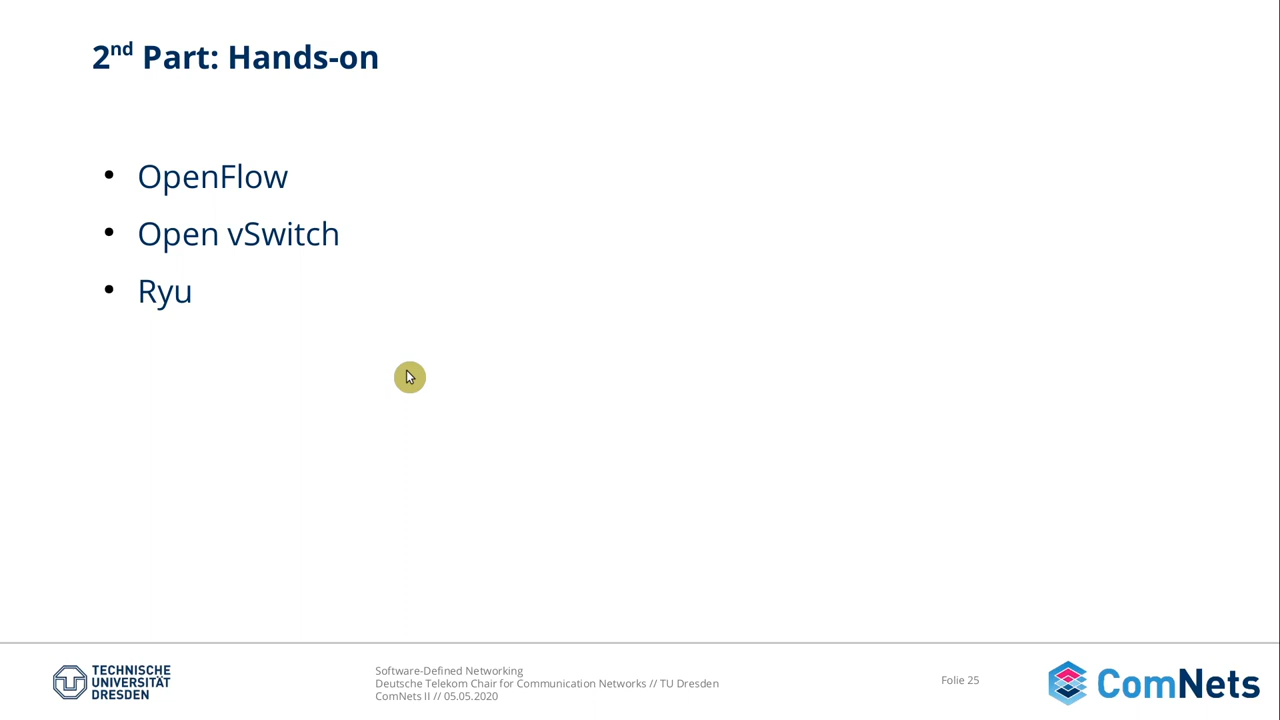 2nd Part: Hands-on
• OpenFlow
• Open vSwitch
• Ryu
TECHNISCHE
UNIVERSITÄT
DRESDEN
Software-Defined Networking
Deutsche Telekom Chair for Communication Networks // TU Dresden
ComNets II // 05.05.2020
Folie 25
ComNets